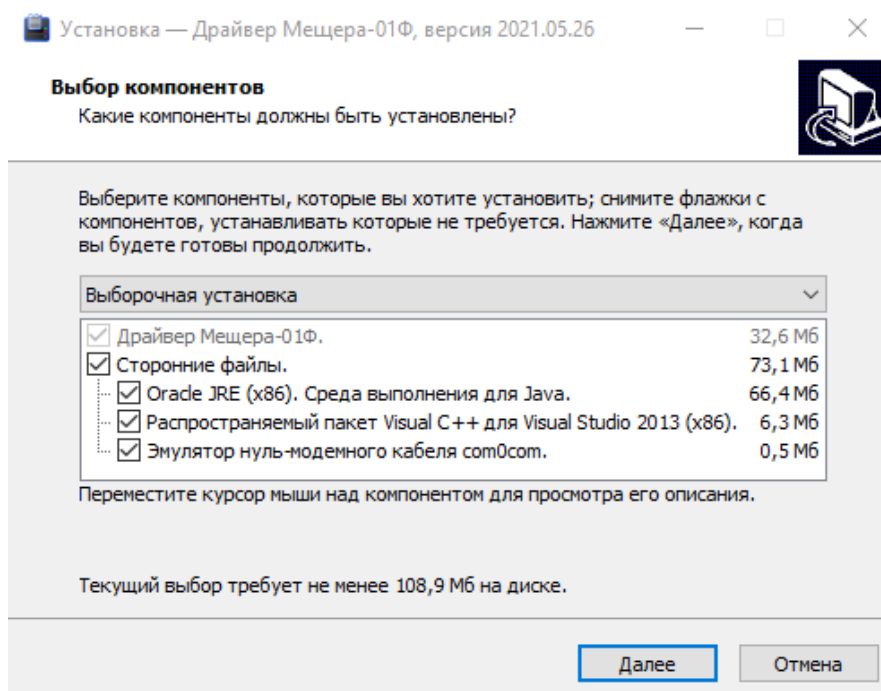 Установка — Драйвер Мещера-01Ф, версия 2021.05.26
Выбор компонентов
Какие компоненты должны быть установлены?
Выберите компоненты, которые вы хотите установить; снимите флажки с
компонентов, устанавливать которые не требуется. Нажмите «Далее», когда
вы будете готовы продолжить.
Выборочная установка
Драйвер Мещера-01Ф. 32,6 Мб
Сторонние файлы. 73,1 Мб
Oracle JRE (x86). Среда выполнения для Java. 66,4 Мб
Распространяемый пакет Visual C++ для Visual Studio 2013 (x86). 6,3 Мб
Эмулятор нуль-модемного кабеля com0com. 0,5 Мб
Переместите курсор мыши над компонентом для просмотра его описания.
Текущий выбор требует не менее 108,9 Мб на диске.
Далее Отмена